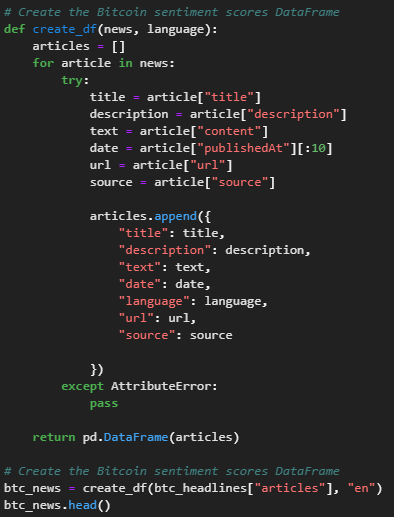 # Create the Bitcoin sentiment scores DataFrame
def create_df(news, language):
    articles = []
    for article in news:
        try:
            title = article["title"]
            description = article["description"]
            text = article["content"]
            date = article["publishedAt"][:10]
            url = article["url"]
            source = article["source"]

            articles.append({
                "title": title,
                "description": description,
                "text": text,
                "date": date,
                "language": language,
                "url": url,
                "source": source

            })
        except AttributeError:
            pass

    return pd.DataFrame(articles)

# Create the Bitcoin sentiment scores DataFrame
btc_news = create_df(btc_headlines["articles"], "en")
btc_news.head()